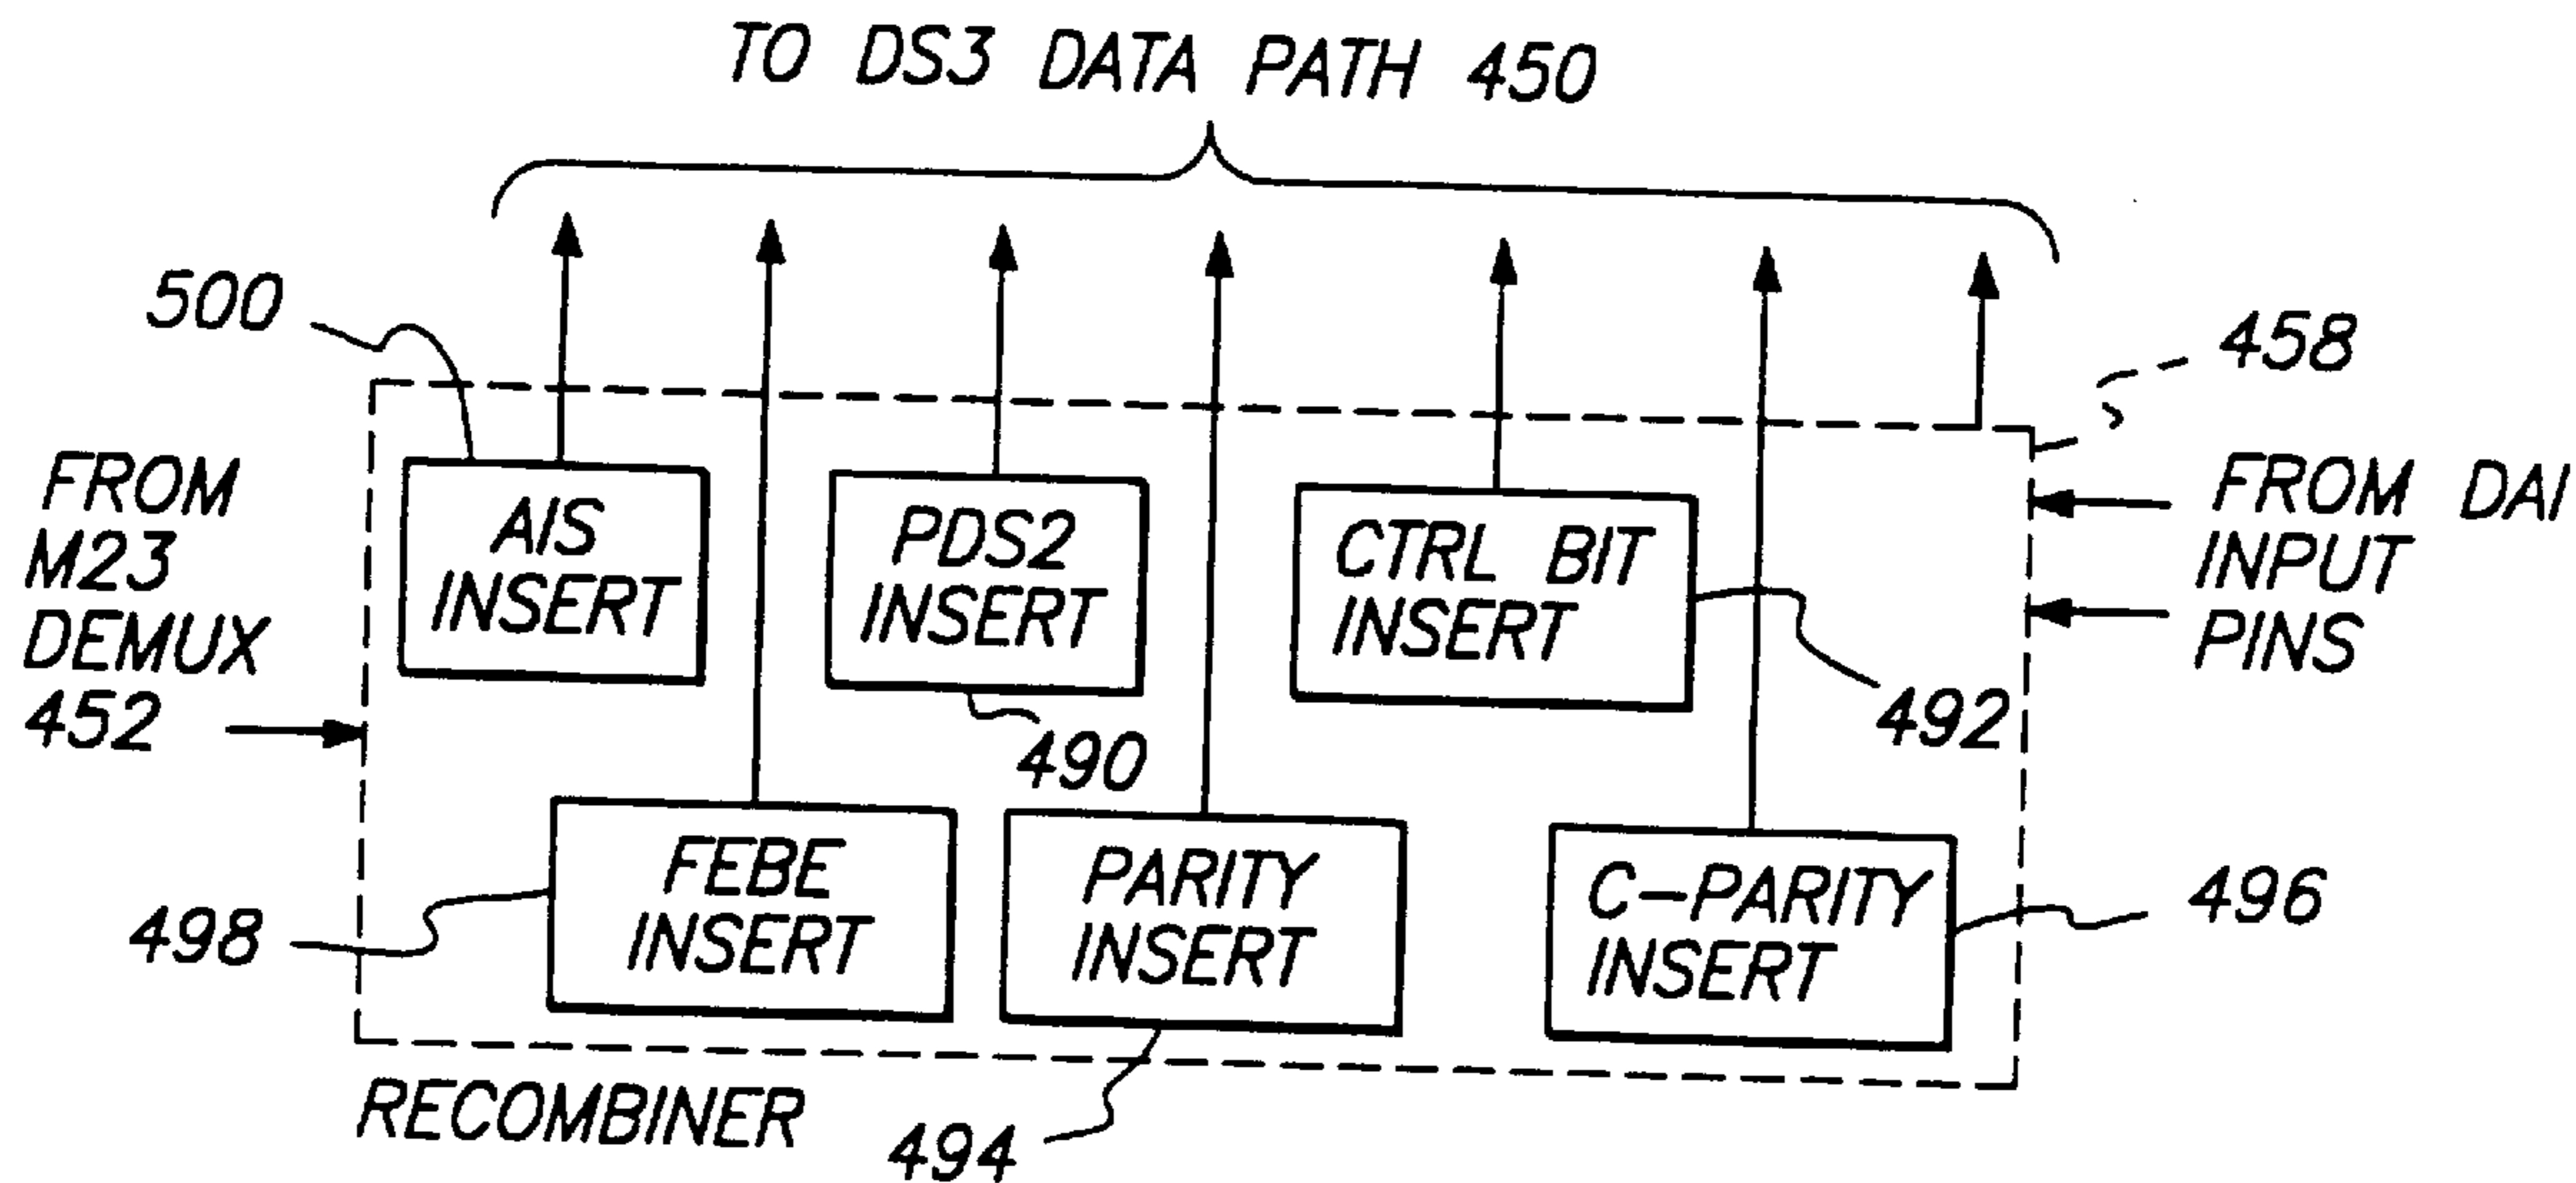 TO DS3 DATA PATH 450
500
458
FROM
M23
DEMUX
452
AIS
INSERT
PDS2
INSERT
490
CTRL BIT
INSERT
492
FROM DAI
INPUT
PINS
FEBE
INSERT
498
PARITY
INSERT
494
C-PARITY
INSERT
496
RECOMBINER